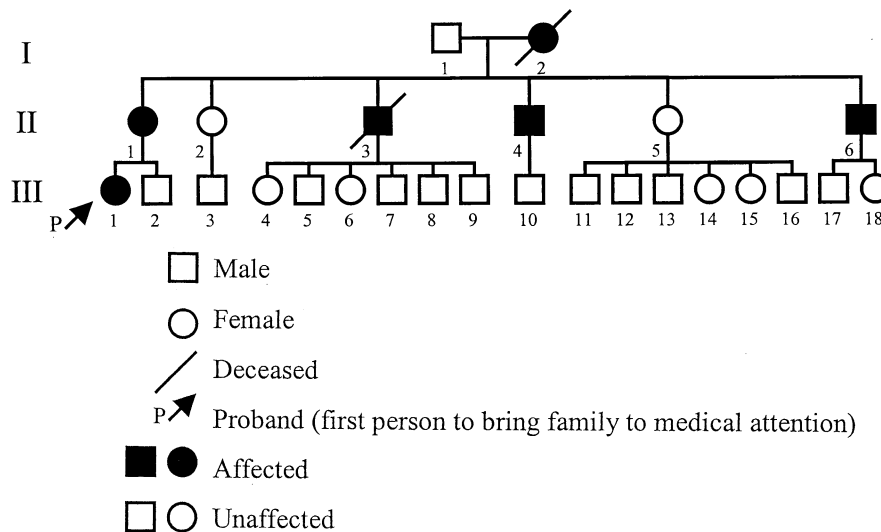 I
1 2
II
1 2 3 4 5 6
III
P
1 2 3 4 5 6 7 8 9 10 11 12 13 14 15 16 17 18
Male
Female
Deceased
P Proband (first person to bring family to medical attention)
Affected
Unaffected